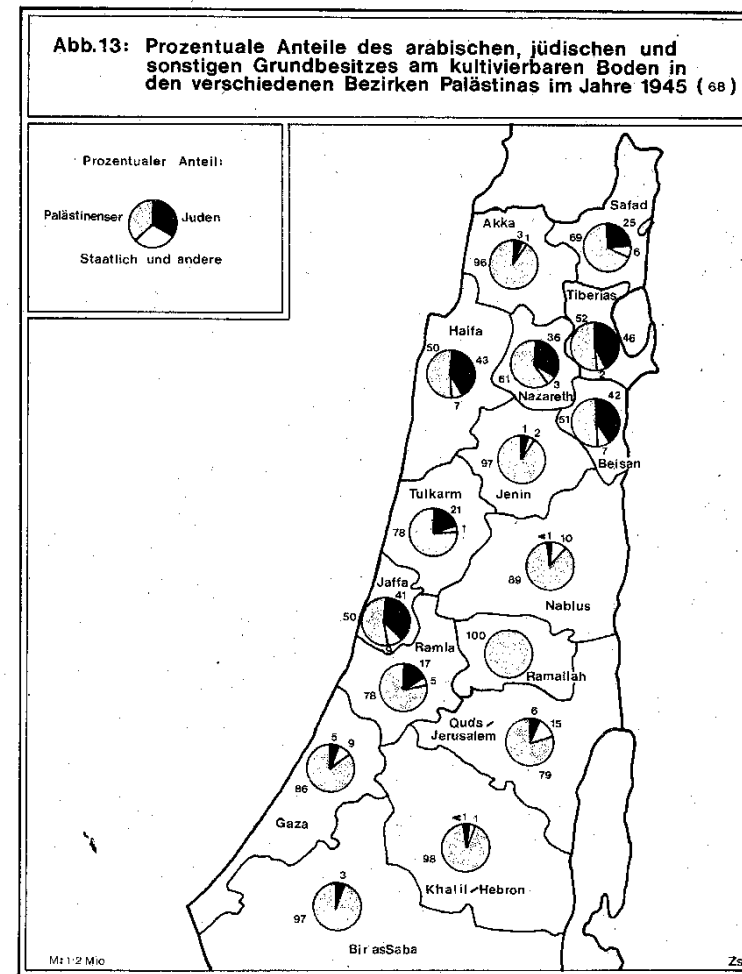 Abb.13: Prozentuale Anteile des arabischen, jüdischen und
sonstigen Grundbesitzes am kultivierbaren Boden in
den verschiedenen Bezirken Palästinas im Jahre 1945 (68)
Prozentualer Anteil:
Palästinenser Juden
Staatlich und andere
Safad
25
69
6
Akka
3 1
96
Tiberias
52
46
2
Haifa
50
43
7
36
61
3
Nazareth
42
51
7
Beisan
1 2
97
Jenin
Tulkarm
21
78
1
<1 10
89
Nablus
Jaffa
41
50
9
Ramla
17
5
78
100
Ramallah
Quds/
Jerusalem
6
15
79
5
9
86
Gaza
<1 1
98
Khalil/Hebron
3
97
Bir asSaba
M: 1:2 Mio
Zs